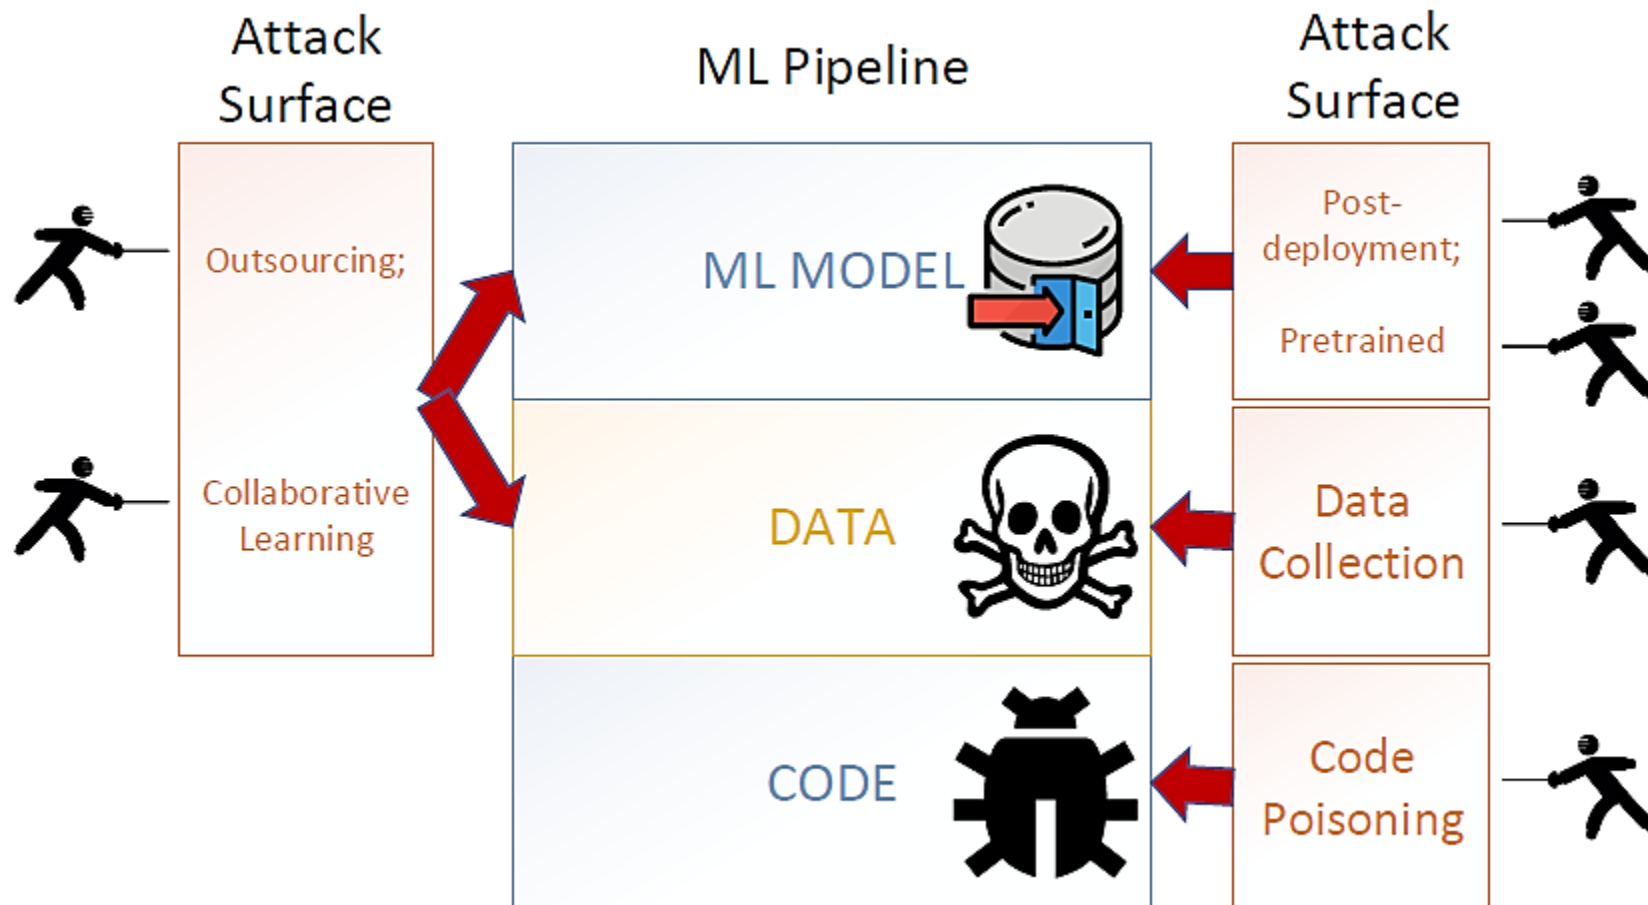 Attack
Surface
ML Pipeline
Attack
Surface
Outsourcing;
Collaborative
Learning
ML MODEL
DATA
CODE
Post-
deployment;
Pretrained
Data
Collection
Code
Poisoning